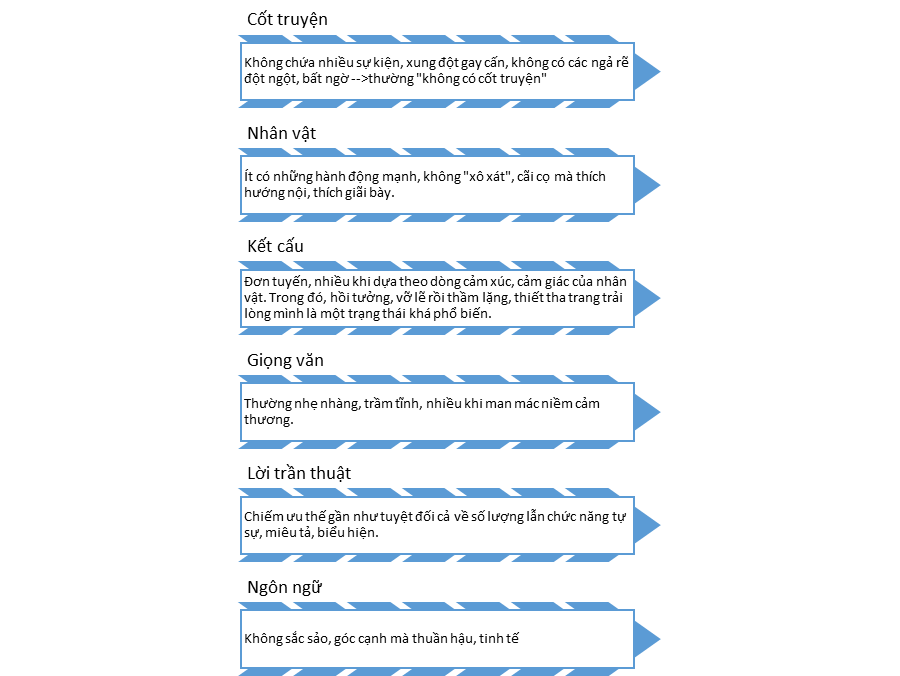 Cốt truyện
Không chứa nhiều sự kiện, xung đột gay cấn, không có các ngả rẽ
đột ngột, bất ngờ -->thường "không có cốt truyện"
Nhân vật
Ít có những hành động mạnh, không "xô xát", cãi cọ mà thích
hướng nội, thích giãi bày.
Kết cấu
Đơn tuyến, nhiều khi dựa theo dòng cảm xúc, cảm giác của nhân
vật. Trong đó, hồi tưởng, vỡ lẽ rồi thầm lặng, thiết tha trang trải
lòng mình là một trạng thái khá phổ biến.
Giọng văn
Thường nhẹ nhàng, trầm tĩnh, nhiều khi man mác niềm cảm
thương.
Lời trần thuật
Chiếm ưu thế gần như tuyệt đối cả về số lượng lẫn chức năng tự
sự, miêu tả, biểu hiện.
Ngôn ngữ
Không sắc sảo, góc cạnh mà thuần hậu, tinh tế